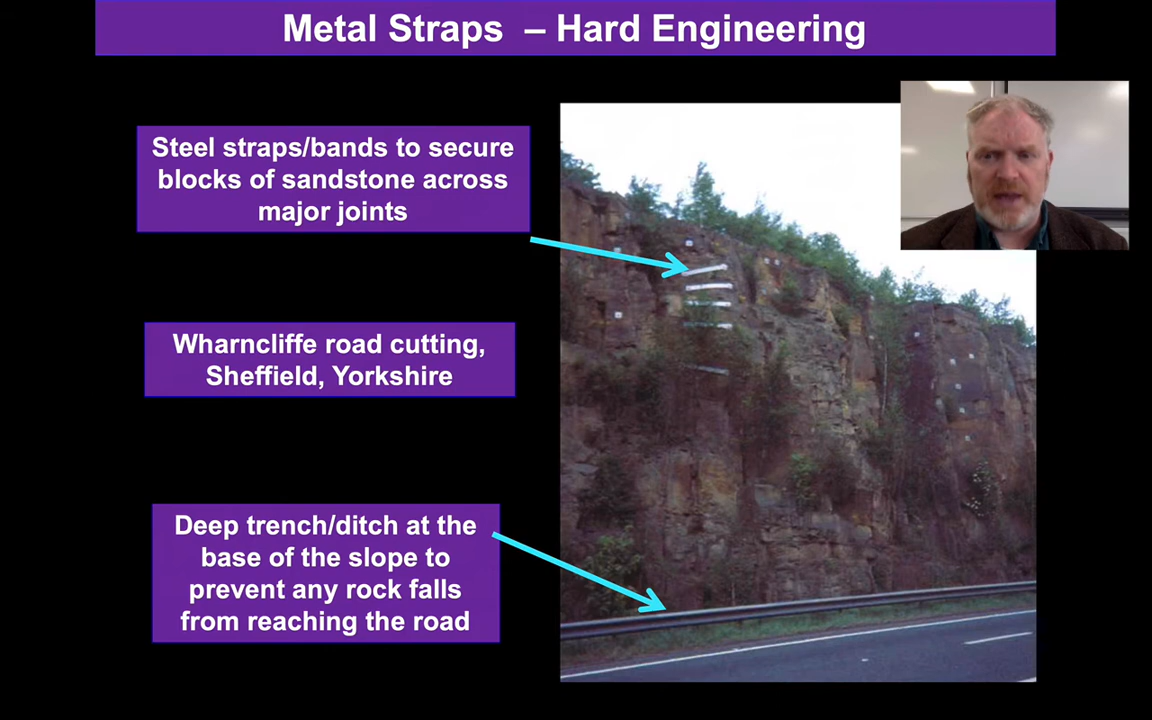 Metal Straps – Hard Engineering
Steel straps/bands to secure
blocks of sandstone across
major joints
Wharncliffe road cutting,
Sheffield, Yorkshire
Deep trench/ditch at the
base of the slope to
prevent any rock falls
from reaching the road